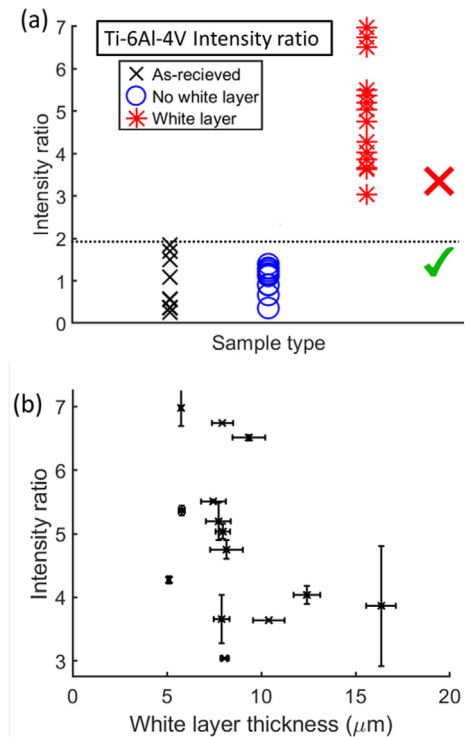 (a)
Ti-6Al-4V Intensity ratio
As-recieved
No white layer
White layer
7
6
5
4
3
2
1
0
Intensity ratio
Sample type
(b)
7
6
5
4
3
Intensity ratio
0 5 10 15 20
White layer thickness (μm)